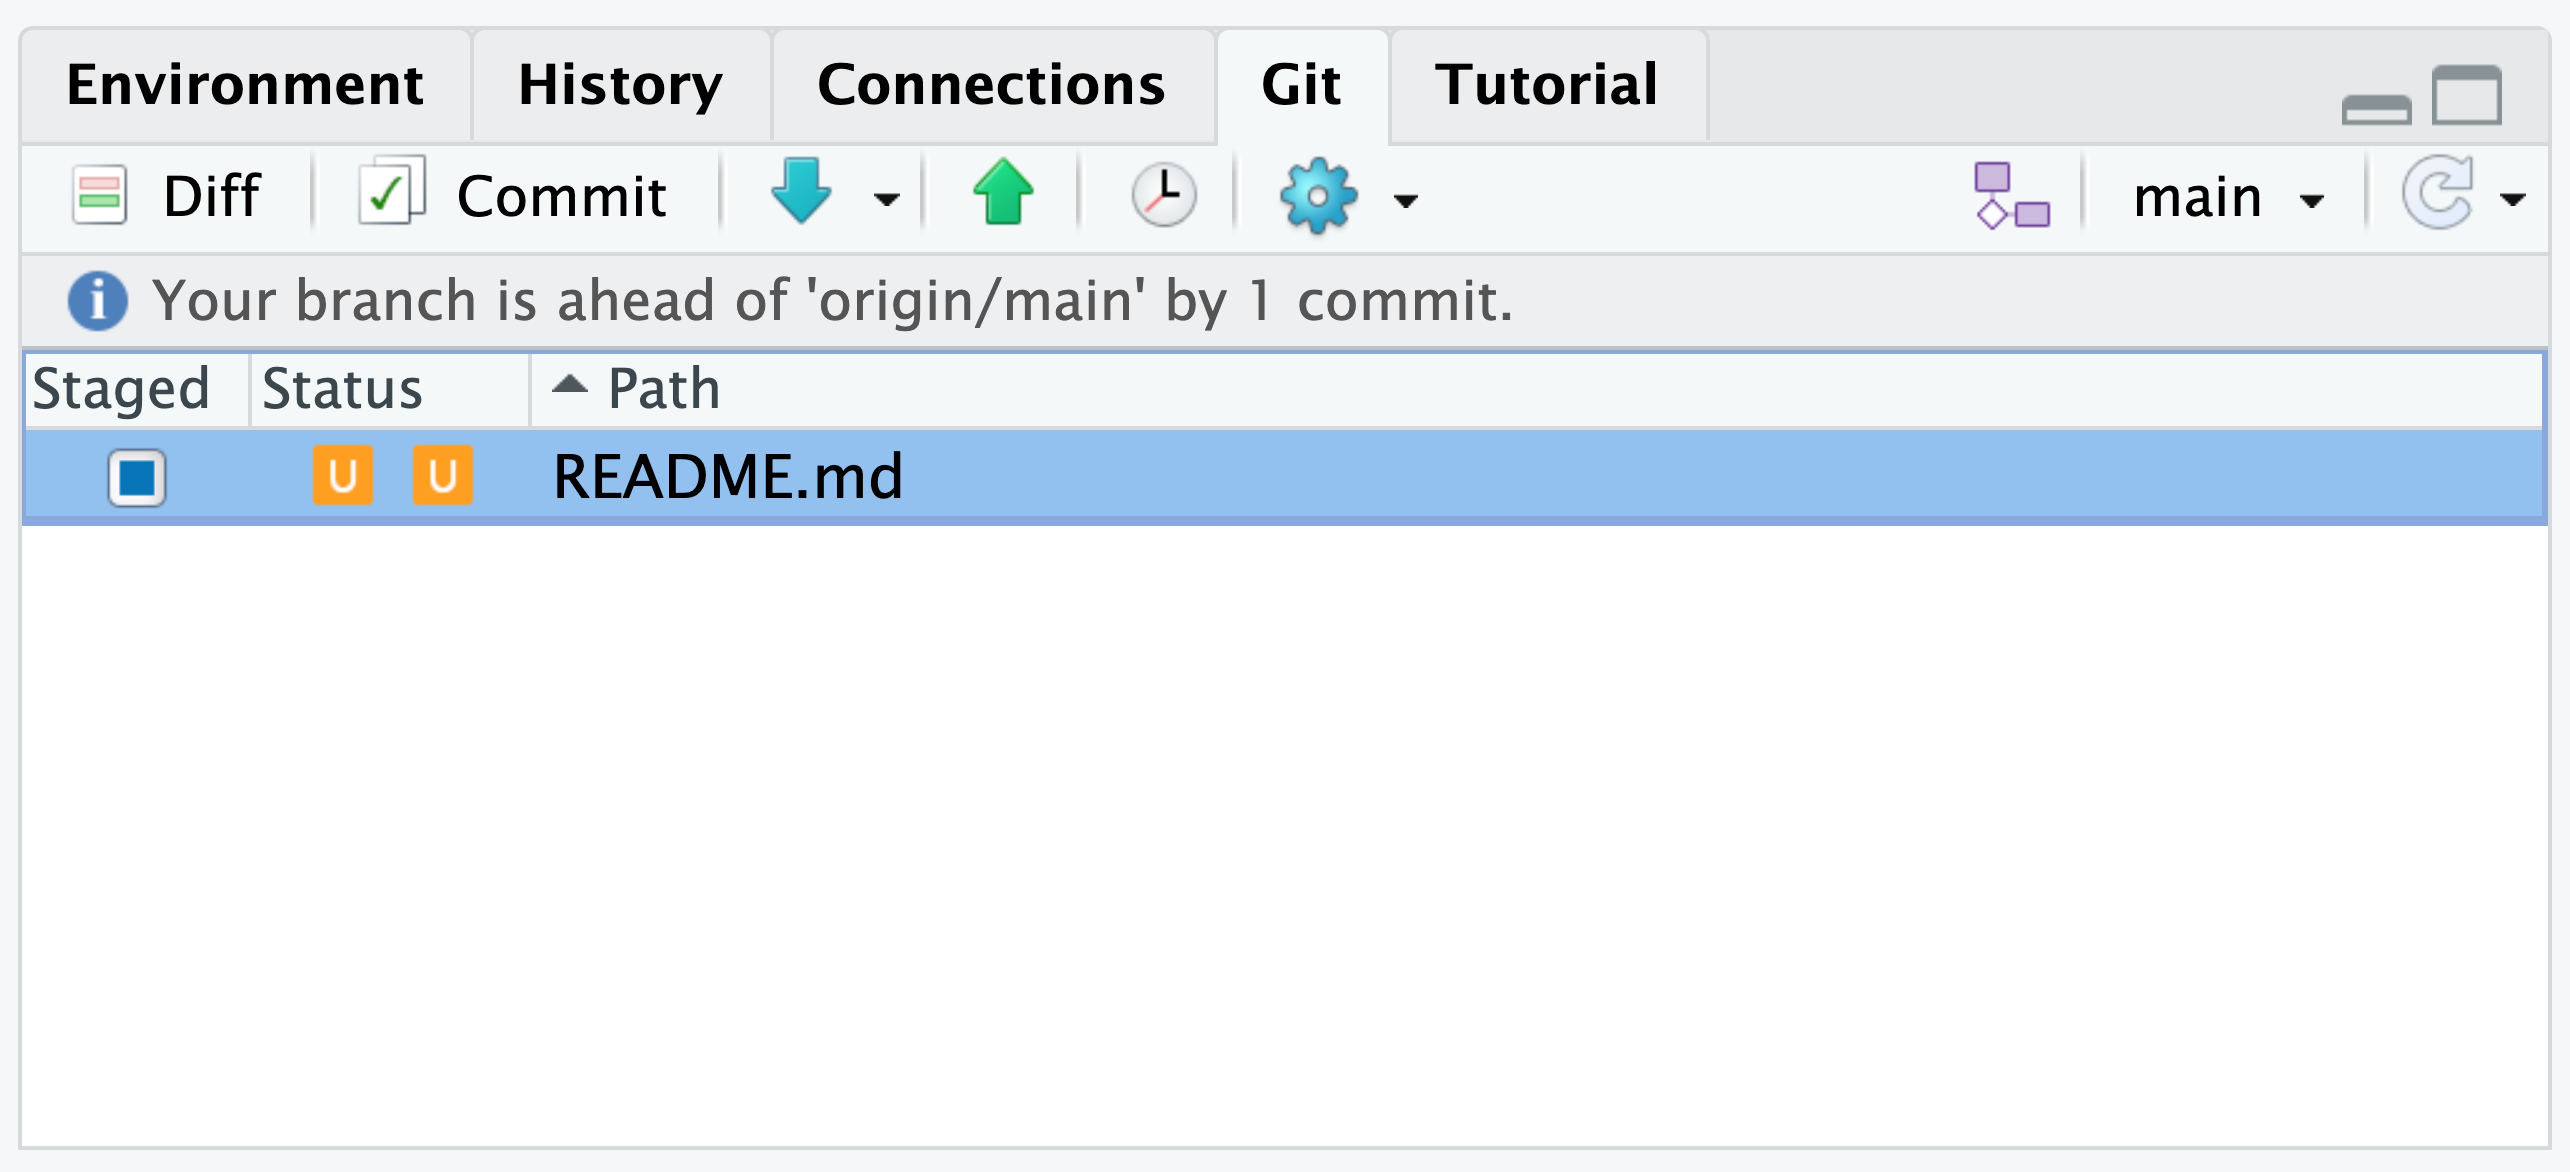 Environment History Connections Git Tutorial
Diff Commit main
Your branch is ahead of 'origin/main' by 1 commit.
Staged Status Path
U U README.md